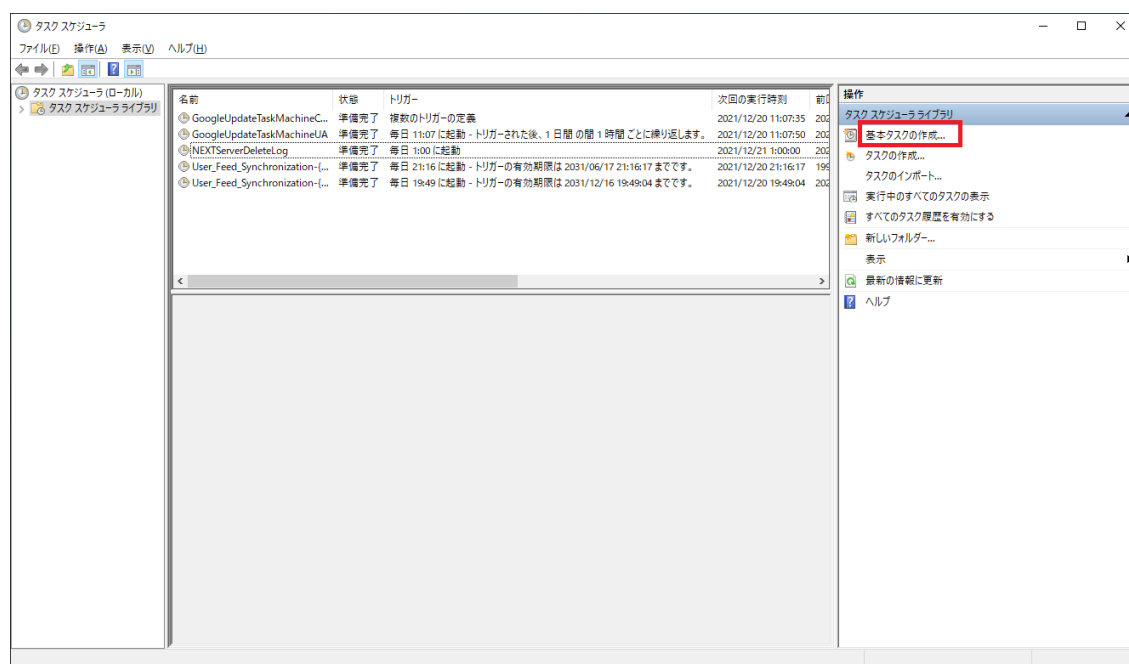 タスク スケジューラ
ファイル(F) 操作(A) 表示(V) ヘルプ(H)
タスク スケジューラ (ローカル)
タスク スケジューラ ライブラリ
名前 状態 トリガー 次回の実行時刻 前
GoogleUpdateTaskMachineC... 準備完了 複数のトリガーの定義 2021/12/20 11:07:35 202
GoogleUpdateTaskMachineUA 準備完了 毎日 11:07 に起動 - トリガーされた後、1 日間 の間 1 時間 ごとに繰り返します。 2021/12/20 11:07:50 202
NEXTServerDeleteLog 準備完了 毎日 1:00 に起動 2021/12/21 1:00:00 202
User_Feed_Synchronization-{... 準備完了 毎日 21:16 に起動 - トリガーの有効期限は 2031/06/17 21:16:17 までです。 2021/12/20 21:16:17 199
User_Feed_Synchronization-{... 準備完了 毎日 19:49 に起動 - トリガーの有効期限は 2031/12/16 19:49:04 までです。 2021/12/20 19:49:04 202
操作
タスク スケジューラ ライブラリ
基本タスクの作成...
タスクの作成...
タスクのインポート...
実行中のすべてのタスクの表示
すべてのタスク履歴を有効にする
新しいフォルダー...
表示
最新の情報に更新
ヘルプ